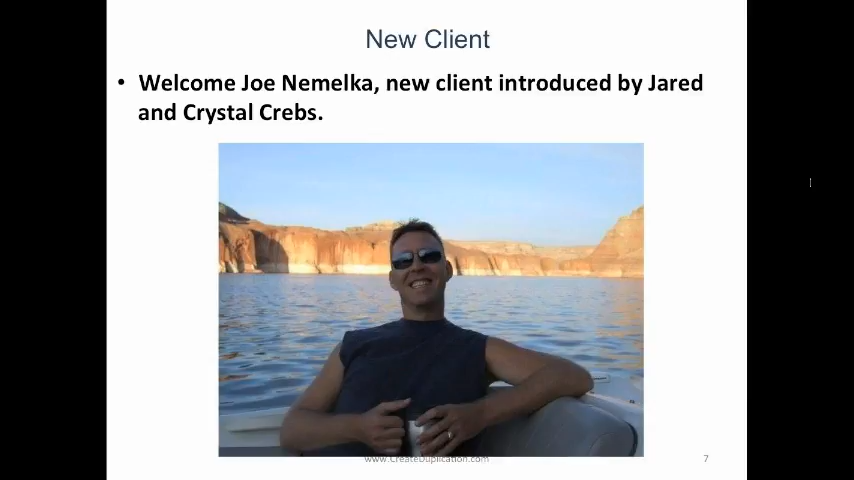 New Client
• Welcome Joe Nemelka, new client introduced by Jared
and Crystal Crebs.
www.CreateDuplication.com
7